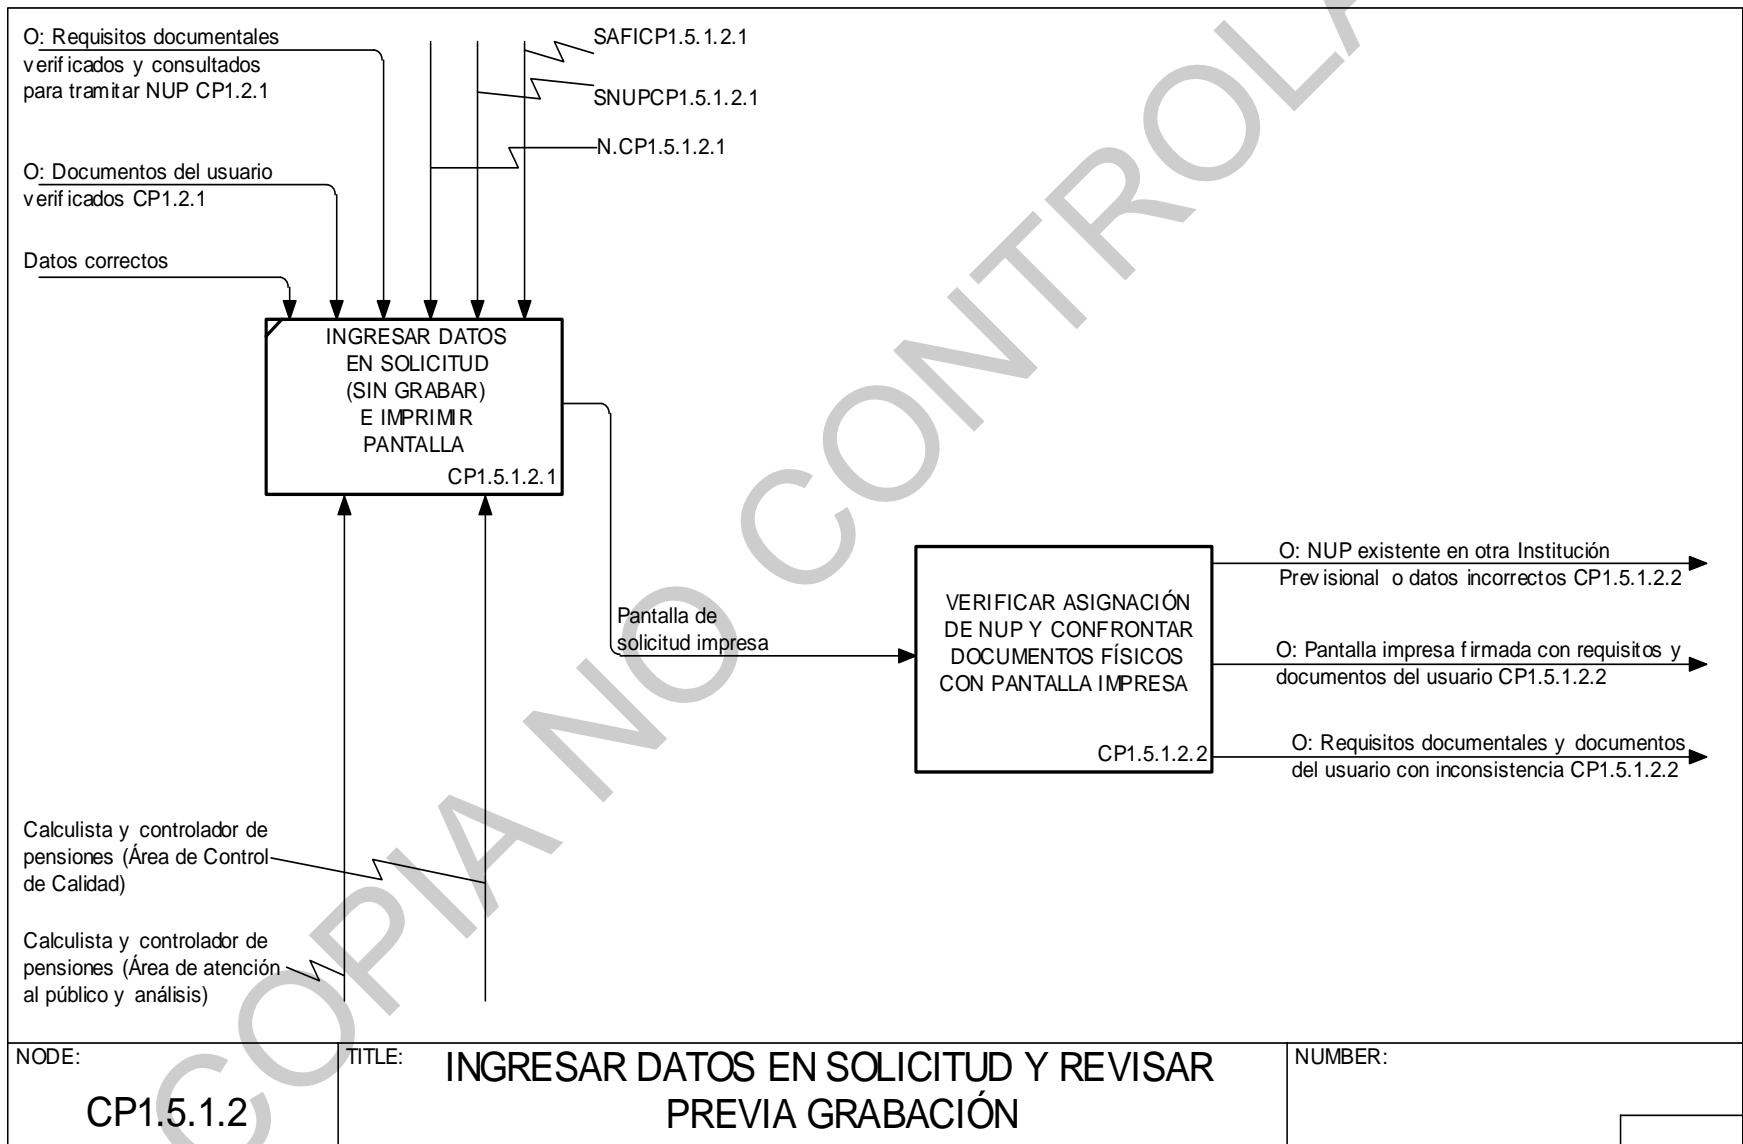 O: Requisitos documentales
verificados y consultados
para tramitar NUP CP1.2.1
SAFICP1.5.1.2.1
SNUPCP1.5.1.2.1
N.CP1.5.1.2.1
O: Documentos del usuario
verificados CP1.2.1
Datos correctos
INGRESAR DATOS
EN SOLICITUD
(SIN GRABAR)
E IMPRIMIR
PANTALLA
CP1.5.1.2.1
Pantalla de
solicitud impresa
VERIFICAR ASIGNACIÓN
DE NUP Y CONFRONTAR
DOCUMENTOS FÍSICOS
CON PANTALLA IMPRESA
CP1.5.1.2.2
O: NUP existente en otra Institución
Previsional o datos incorrectos CP1.5.1.2.2
O: Pantalla impresa firmada con requisitos y
documentos del usuario CP1.5.1.2.2
O: Requisitos documentales y documentos
del usuario con inconsistencia CP1.5.1.2.2
Calculista y controlador de
pensiones (Área de Control
de Calidad)
Calculista y controlador de
pensiones (Área de atención
al público y análisis)
COPIA NO CONTROLA
NODE:
CP1.5.1.2
TITLE:
INGRESAR DATOS EN SOLICITUD Y REVISAR
PREVIA GRABACIÓN
NUMBER: